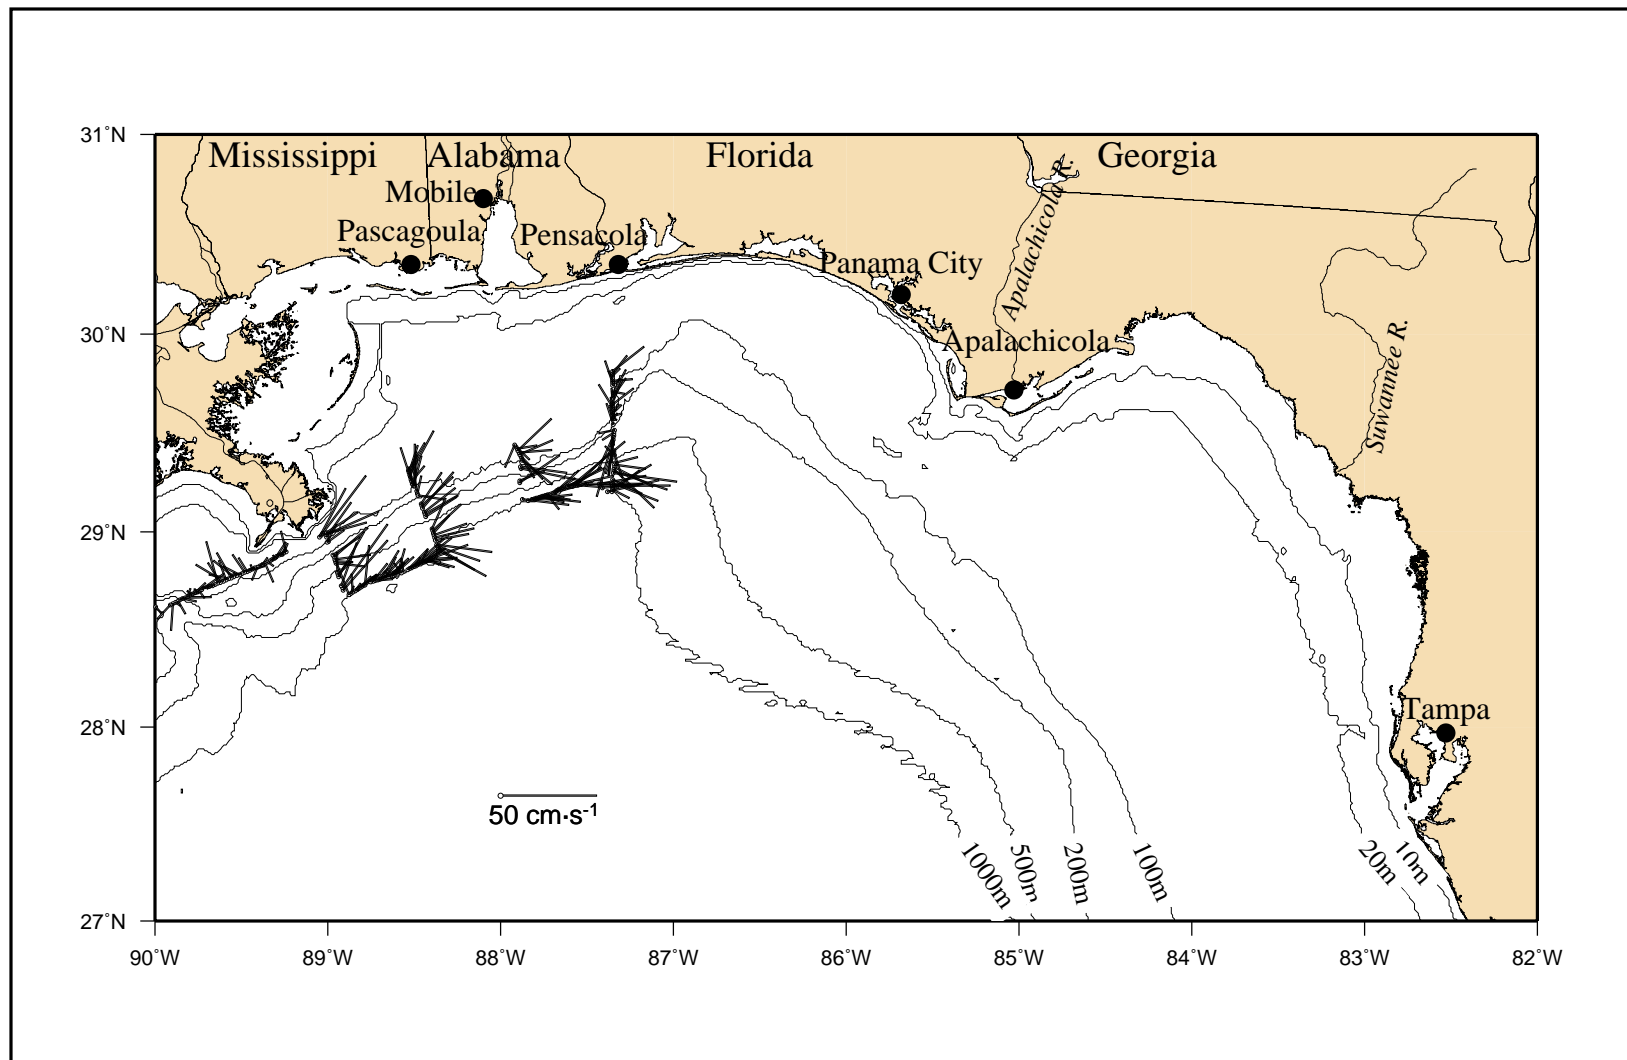 31°N
Mississippi Alabama Florida Georgia
Mobile
Apalachicola R.
Pascagoula Pensacola
Panama City
30°N
Apalachicola
Suwannee R.
29°N
28°N
Tampa
50 cm·s-1
1000m 500m 200m 100m 20m 10m
27°N
90°W 89°W 88°W 87°W 86°W 85°W 84°W 83°W 82°W